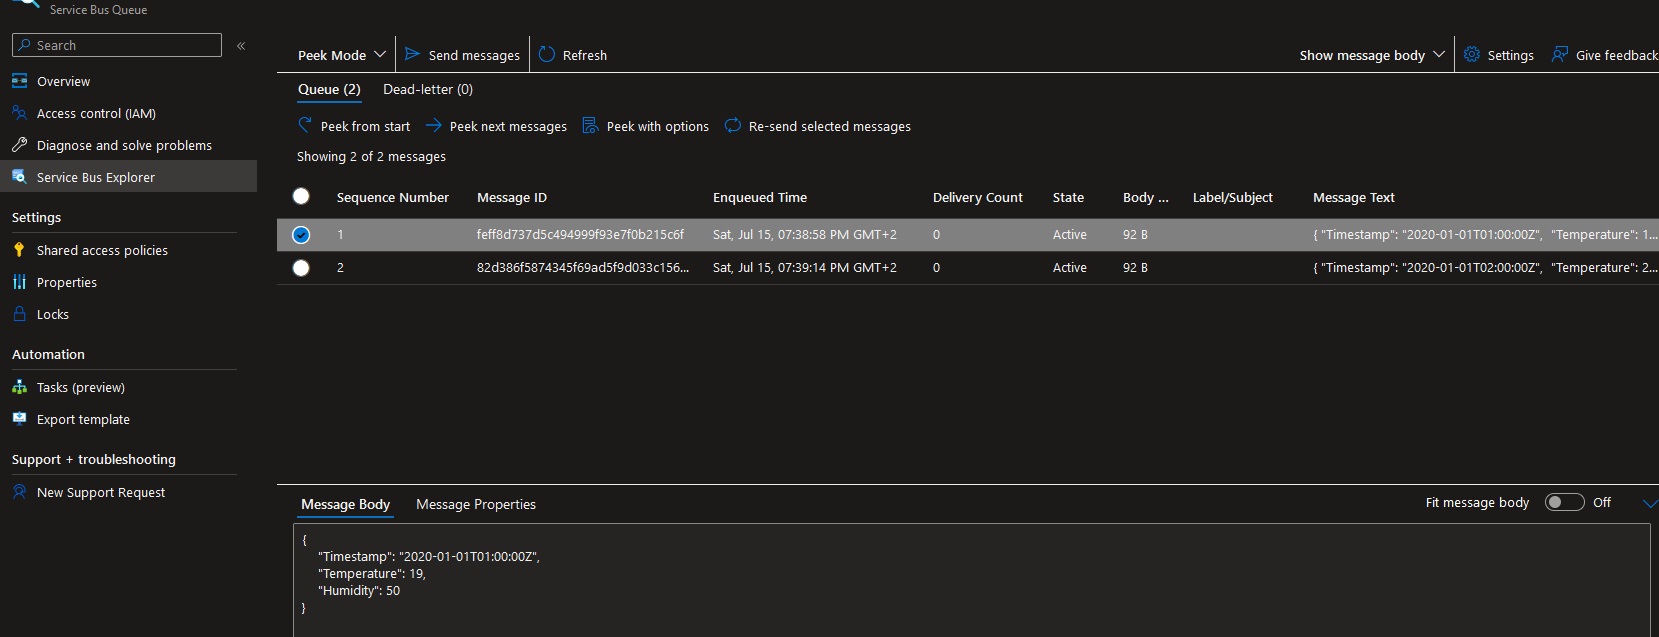 Service Bus Queue
Search
«
Overview
Access control (IAM)
Diagnose and solve problems
Service Bus Explorer
Settings
Shared access policies
Properties
Locks
Automation
Tasks (preview)
Export template
Support + troubleshooting
New Support Request
Peek Mode Send messages Refresh Show message body Settings Give feedback
Queue (2) Dead-letter (0)
Peek from start Peek next messages Peek with options Re-send selected messages
Showing 2 of 2 messages
Sequence Number Message ID Enqueued Time Delivery Count State Body ... Label/Subject Message Text
1 feff8d737d5c494999f93e7f0b215c6f Sat, Jul 15, 07:38:58 PM GMT+2 0 Active 92 B { "Timestamp": "2020-01-01T01:00:00Z", "Temperature": 1...
2 82d386f5874345f69ad5f9d033c156... Sat, Jul 15, 07:39:14 PM GMT+2 0 Active 92 B { "Timestamp": "2020-01-01T02:00:00Z", "Temperature": 2...
Message Body Message Properties Fit message body Off
{
"Timestamp": "2020-01-01T01:00:00Z",
"Temperature": 19,
"Humidity": 50
}